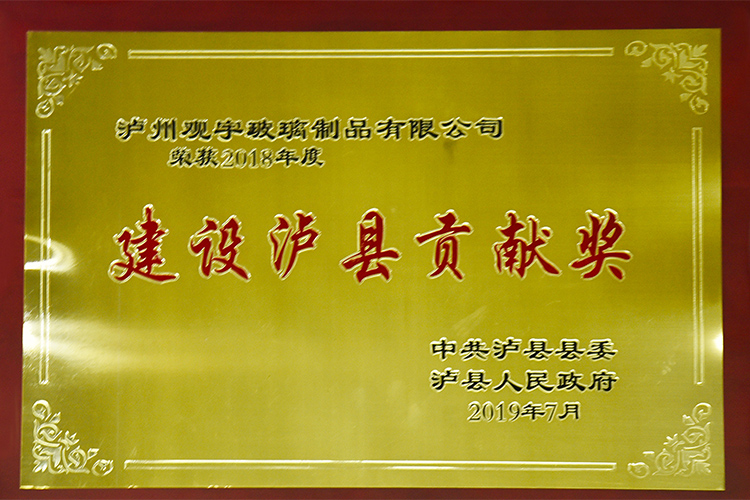 泸州观宇玻璃制品有限公司
荣获2018年度
建设泸县贡献奖
中共泸县县委
泸县人民政府
2019年7月